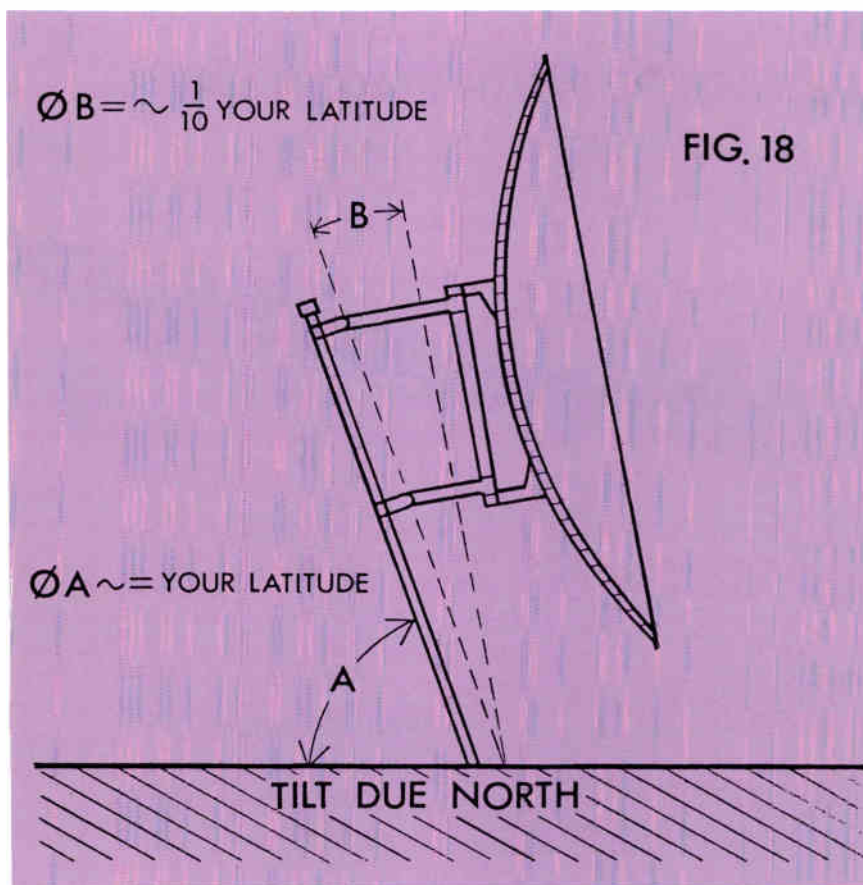 ØB = ~ 1/10 YOUR LATITUDE
FIG. 18
B
ØA ~ = YOUR LATITUDE
A
TILT DUE NORTH